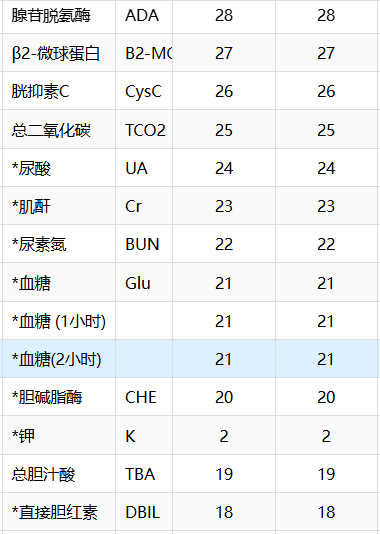 腺苷脱氨酶 ADA 28 28
β2-微球蛋白 B2-MC 27 27
胱抑素C CysC 26 26
总二氧化碳 TCO2 25 25
*尿酸 UA 24 24
*肌酐 Cr 23 23
*尿素氮 BUN 22 22
*血糖 Glu 21 21
*血糖 (1小时) 21 21
*血糖(2小时) 21 21
*胆碱脂酶 CHE 20 20
*钾 K 2 2
总胆汁酸 TBA 19 19
*直接胆红素 DBIL 18 18